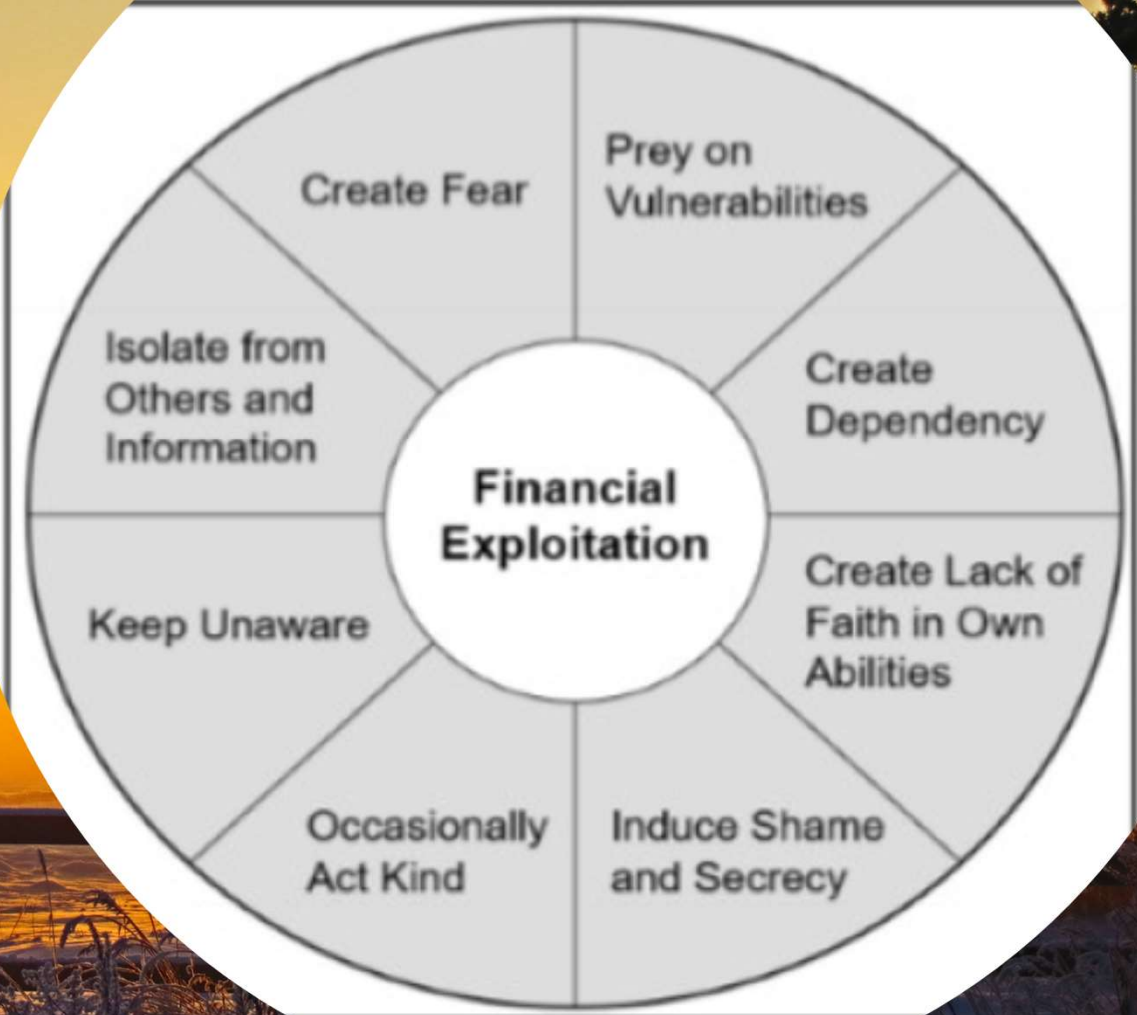 Create Fear
Prey on
Vulnerabilities
Create
Dependency
Create Lack of
Faith in Own
Abilities
Induce Shame
and Secrecy
Occasionally
Act Kind
Keep Unaware
Isolate from
Others and
Information
Financial
Exploitation